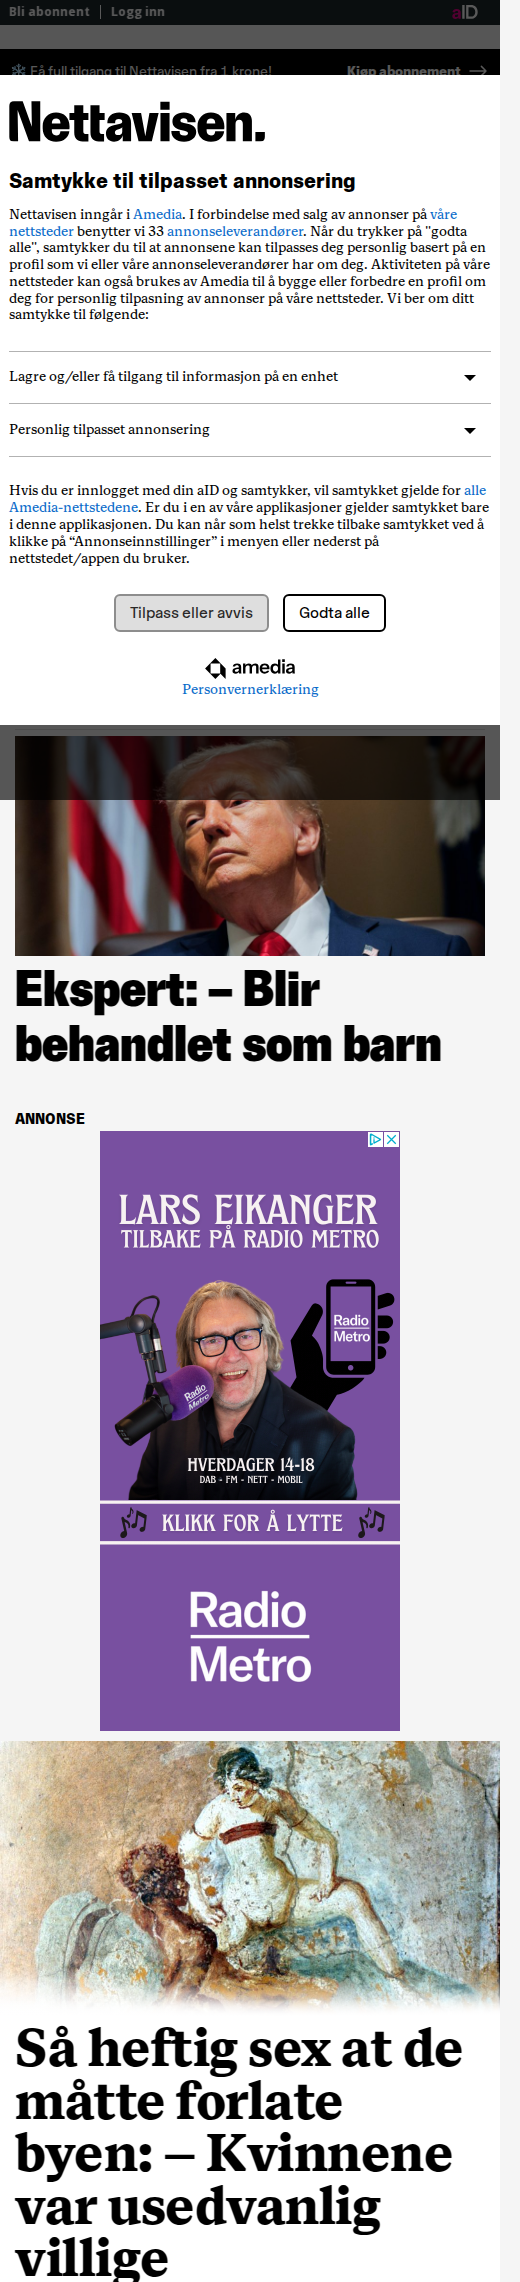 Bli abonnent | Logg inn
aID
Få full tilgang til Nettavisen fra 1 krone!
Kjøp abonnement
Nettavisen.
Samtykke til tilpasset annonsering
Nettavisen inngår i Amedia. I forbindelse med salg av annonser på våre
nettsteder benytter vi 33 annonseleverandører. Når du trykker på "godta
alle", samtykker du til at annonsene kan tilpasses deg personlig basert på en
profil som vi eller våre annonseleverandører har om deg. Aktiviteten på våre
nettsteder kan også brukes av Amedia til å bygge eller forbedre en profil om
deg for personlig tilpasning av annonser på våre nettsteder. Vi ber om ditt
samtykke til følgende:
Lagre og/eller få tilgang til informasjon på en enhet
Personlig tilpasset annonsering
Hvis du er innlogget med din aID og samtykker, vil samtykket gjelde for alle
Amedia-nettstedene. Er du i en av våre applikasjoner gjelder samtykket bare
i denne applikasjonen. Du kan når som helst trekke tilbake samtykket ved å
klikke på “Annonseinnstillinger” i menyen eller nederst på
nettstedet/appen du bruker.
Tilpass eller avvis
Godta alle
amedia
Personvernerklæring
Ekspert: – Blir
behandlet som barn
ANNONSE
LARS EIKANGER
TILBAKE PÅ RADIO METRO
Radio
Metro
Radio
Metro
HVERDAGER 14-18
DAB - FM - NETT - MOBIL
KLIKK FOR Å LYTTE
Radio
Metro
Så heftig sex at de
måtte forlate
byen: – Kvinnene
var usedvanlig
villige